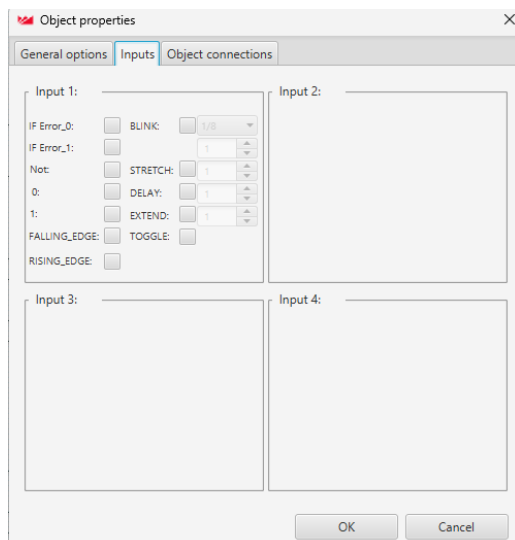 Object properties
General options Inputs Object connections
Input 1:
IF Error_0: BLINK: 1/8
IF Error_1: 1
Not: STRETCH: 1
0: DELAY: 1
1: EXTEND: 1
FALLING_EDGE: TOGGLE:
RISING_EDGE:
Input 2:
Input 3:
Input 4:
OK Cancel